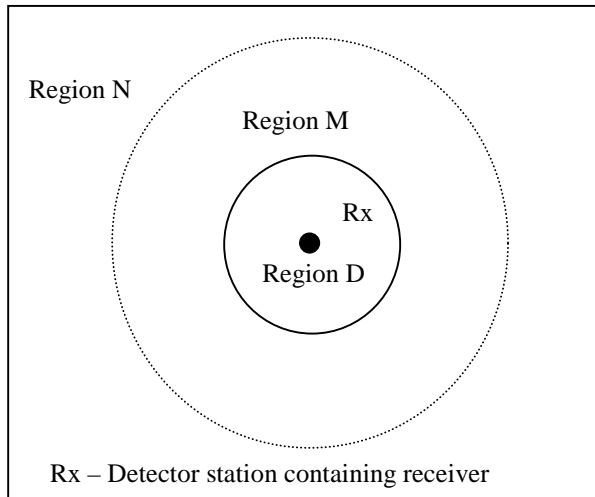 Region N
Region M
Rx
Region D
Rx – Detector station containing receiver